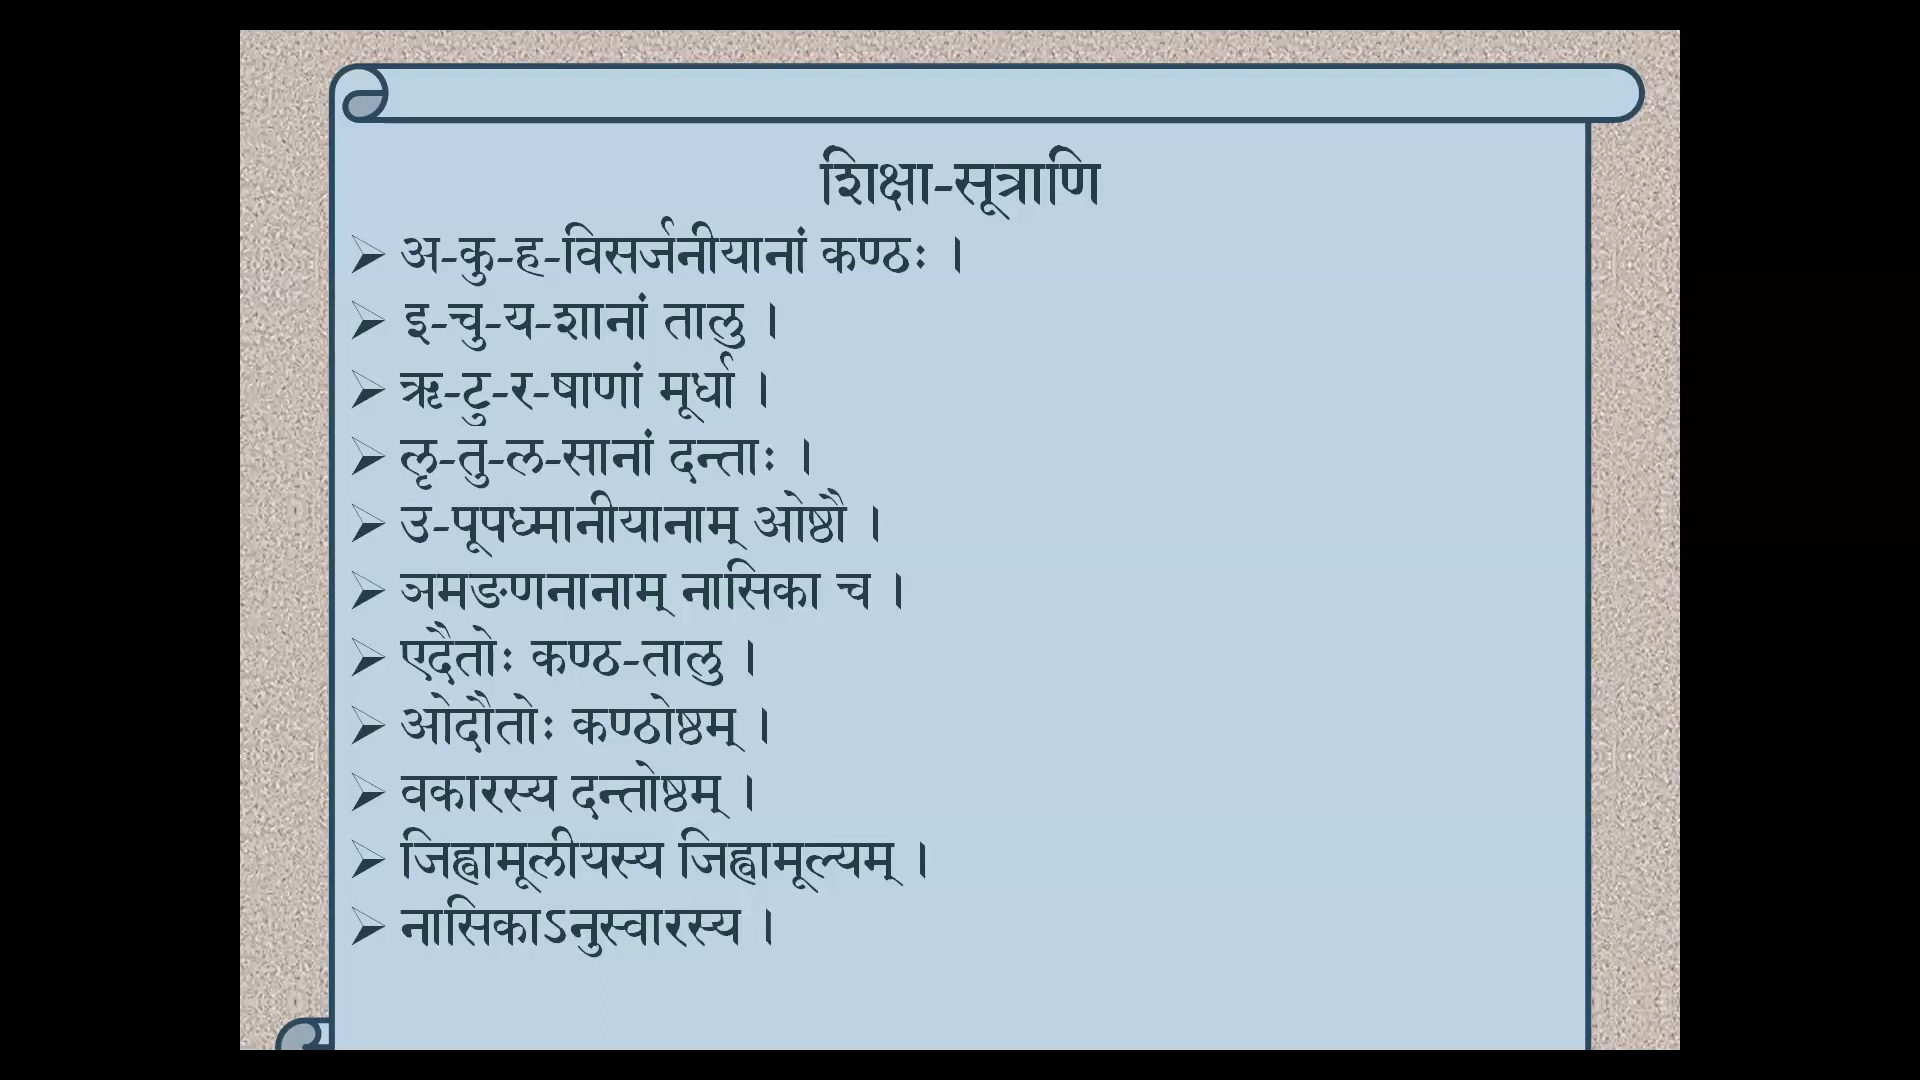 शिक्षा-सूत्राणि
➢ अ-कु-ह-विसर्जनीयानां कण्ठः ।
➢ इ-चु-य-शानां तालु ।
➢ ऋ-टु-र-षाणां मूर्धा ।
➢ लृ-तु-ल-सानां दन्ताः ।
➢ उ-पूपध्मानीयानाम् ओष्ठौ ।
➢ ञमङणनानाम् नासिका च ।
➢ एदैतोः कण्ठ-तालु ।
➢ ओदौतोः कण्ठोष्ठम् ।
➢ वकारस्य दन्तोष्ठम् ।
➢ जिह्वामूलीयस्य जिह्वामूल्यम् ।
➢ नासिकाऽनुस्वारस्य ।